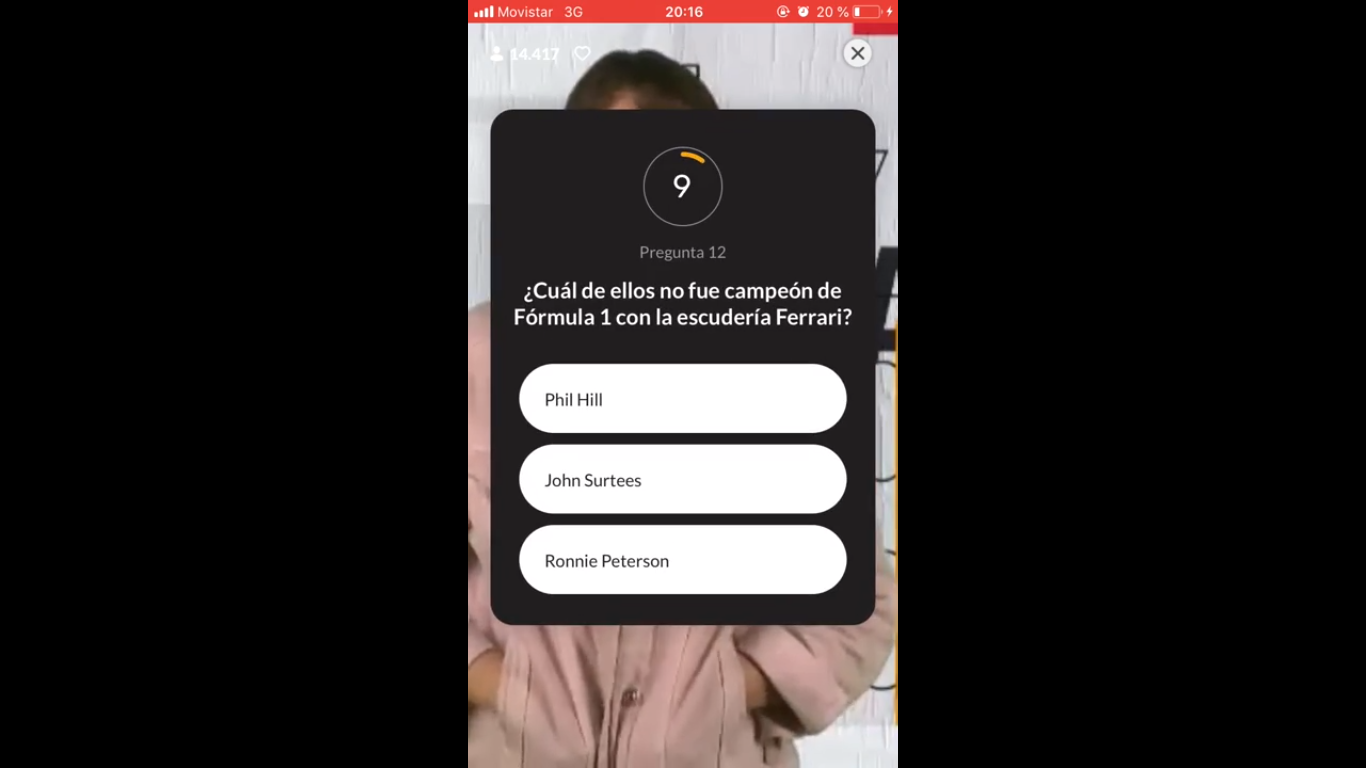 Movistar 3G 20:16 20 %
14.417
9
Pregunta 12
¿Cuál de ellos no fue campeón de
Fórmula 1 con la escudería Ferrari?
Phil Hill
John Surtees
Ronnie Peterson